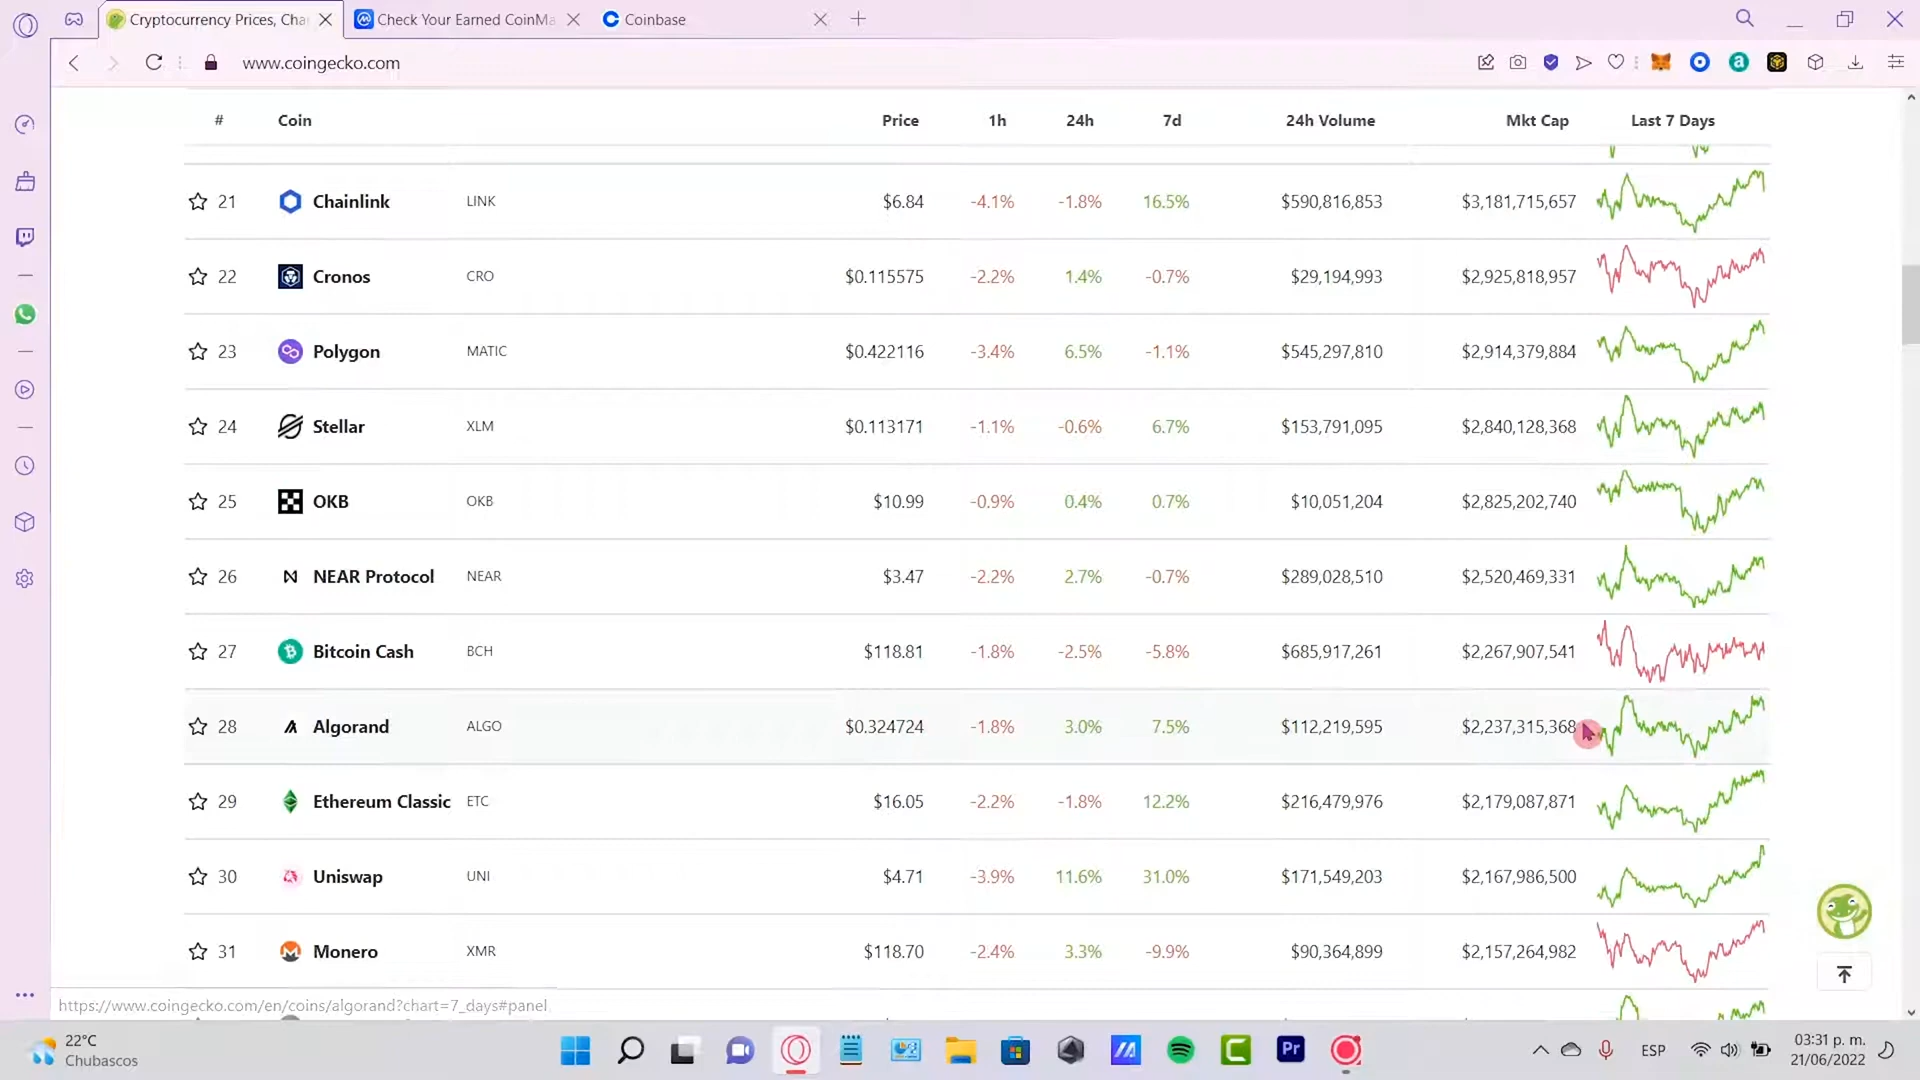 Cryptocurrency Prices, Cha
Check Your Earned CoinMa
Coinbase
www.coingecko.com
# Coin Price 1h 24h 7d 24h Volume Mkt Cap Last 7 Days
21 Chainlink LINK $6.84 -4.1% -1.8% 16.5% $590,816,853 $3,181,715,657
22 Cronos CRO $0.115575 -2.2% 1.4% -0.7% $29,194,993 $2,925,818,957
23 Polygon MATIC $0.422116 -3.4% 6.5% -1.1% $545,297,810 $2,914,379,884
24 Stellar XLM $0.113171 -1.1% -0.6% 6.7% $153,791,095 $2,840,128,368
25 OKB OKB $10.99 -0.9% 0.4% 0.7% $10,051,204 $2,825,202,740
26 NEAR Protocol NEAR $3.47 -2.2% 2.7% -0.7% $289,028,510 $2,520,469,331
27 Bitcoin Cash BCH $118.81 -1.8% -2.5% -5.8% $685,917,261 $2,267,907,541
28 Algorand ALGO $0.324724 -1.8% 3.0% 7.5% $112,219,595 $2,237,315,368
29 Ethereum Classic ETC $16.05 -2.2% -1.8% 12.2% $216,479,976 $2,179,087,871
30 Uniswap UNI $4.71 -3.9% 11.6% 31.0% $171,549,203 $2,167,986,500
31 Monero XMR $118.70 -2.4% 3.3% -9.9% $90,364,899 $2,157,264,982
https://www.coingecko.com/en/coins/algorand?chart=7_days#panel
22°C
Chubascos
Pr
ESP
03:31 p. m.
21/06/2022